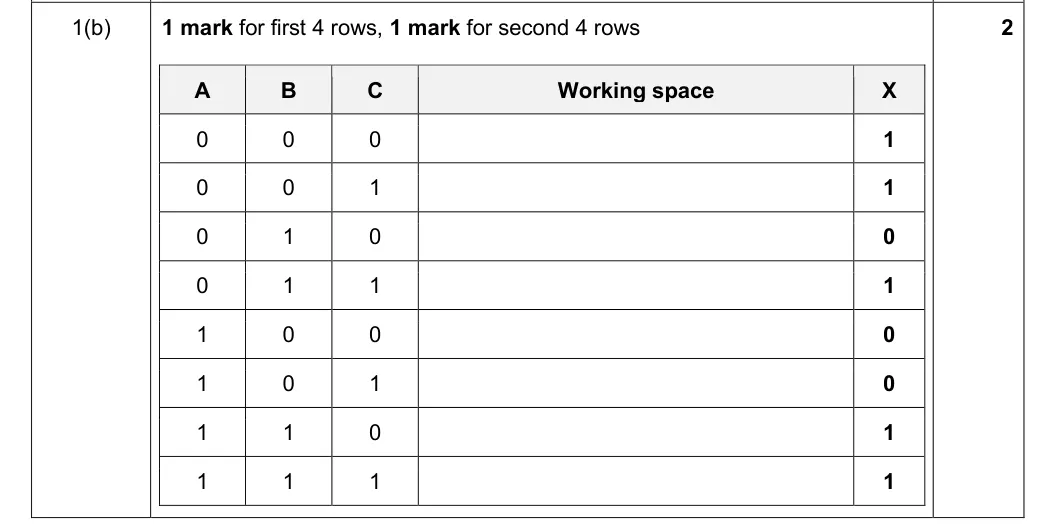 1(b) 1 mark for first 4 rows, 1 mark for second 4 rows 2
A B C Working space X
0 0 0 1
0 0 1 1
0 1 0 0
0 1 1 1
1 0 0 0
1 0 1 0
1 1 0 1
1 1 1 1